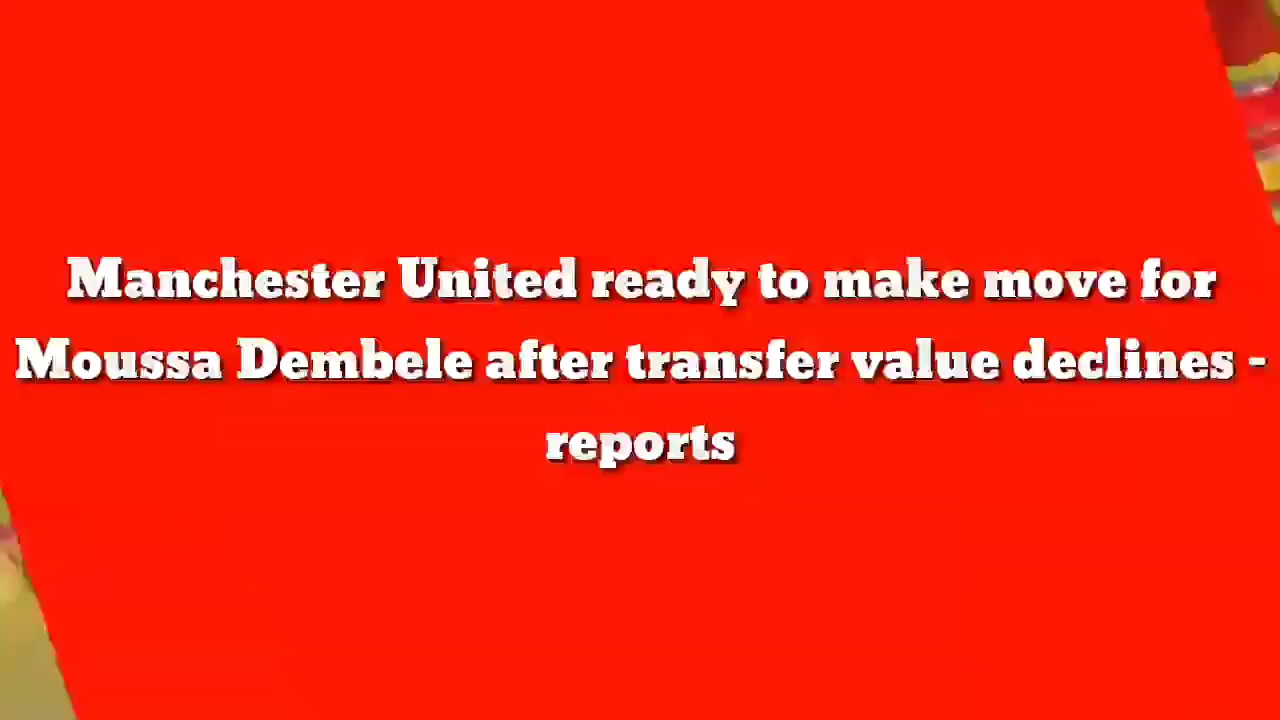 Manchester United ready to make move for
Moussa Dembele after transfer value declines -
reports